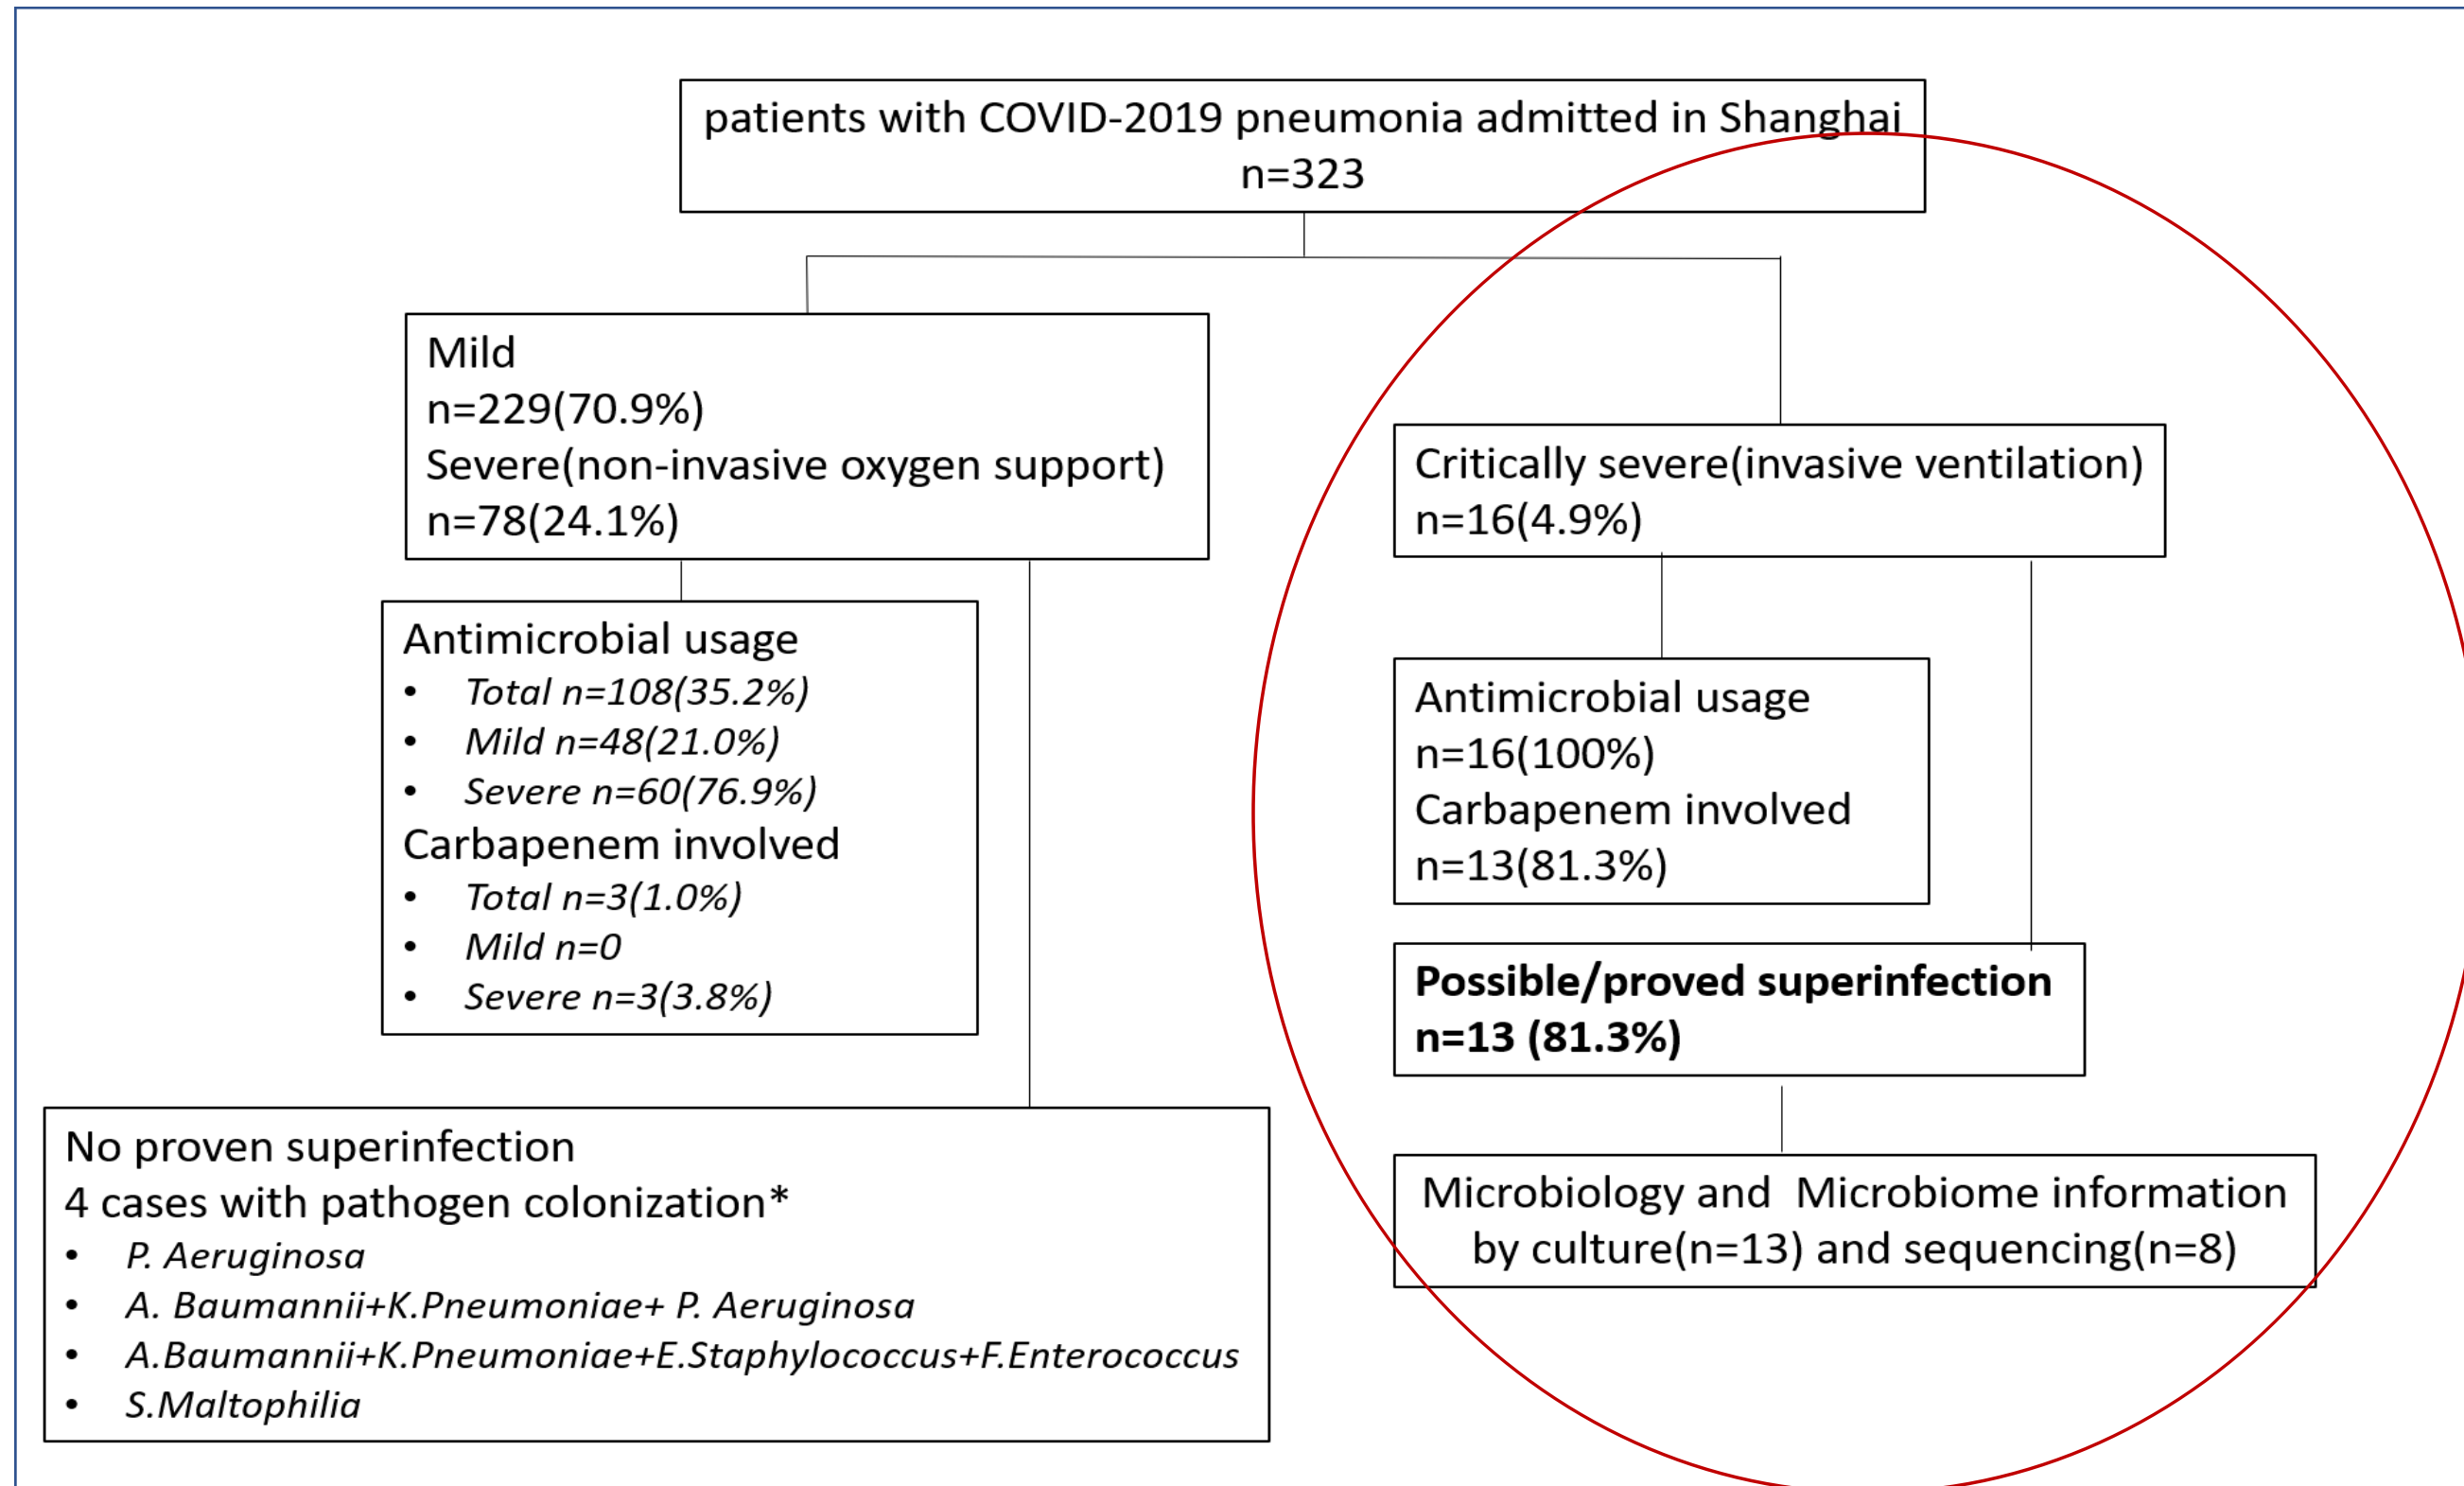 patients with COVID-2019 pneumonia admitted in Shanghai
n=323
Mild
n=229(70.9%)
Severe(non-invasive oxygen support)
n=78(24.1%)
Critically severe(invasive ventilation)
n=16(4.9%)
Antimicrobial usage
• Total n=108(35.2%)
• Mild n=48(21.0%)
• Severe n=60(76.9%)
Carbapenem involved
• Total n=3(1.0%)
• Mild n=0
• Severe n=3(3.8%)
Antimicrobial usage
n=16(100%)
Carbapenem involved
n=13(81.3%)
Possible/proved superinfection
n=13 (81.3%)
No proven superinfection
4 cases with pathogen colonization*
• P. Aeruginosa
• A. Baumannii+K.Pneumoniae+ P. Aeruginosa
• A.Baumannii+K.Pneumoniae+E.Staphylococcus+F.Enterococcus
• S.Maltophilia
Microbiology and  Microbiome information
by culture(n=13) and sequencing(n=8)